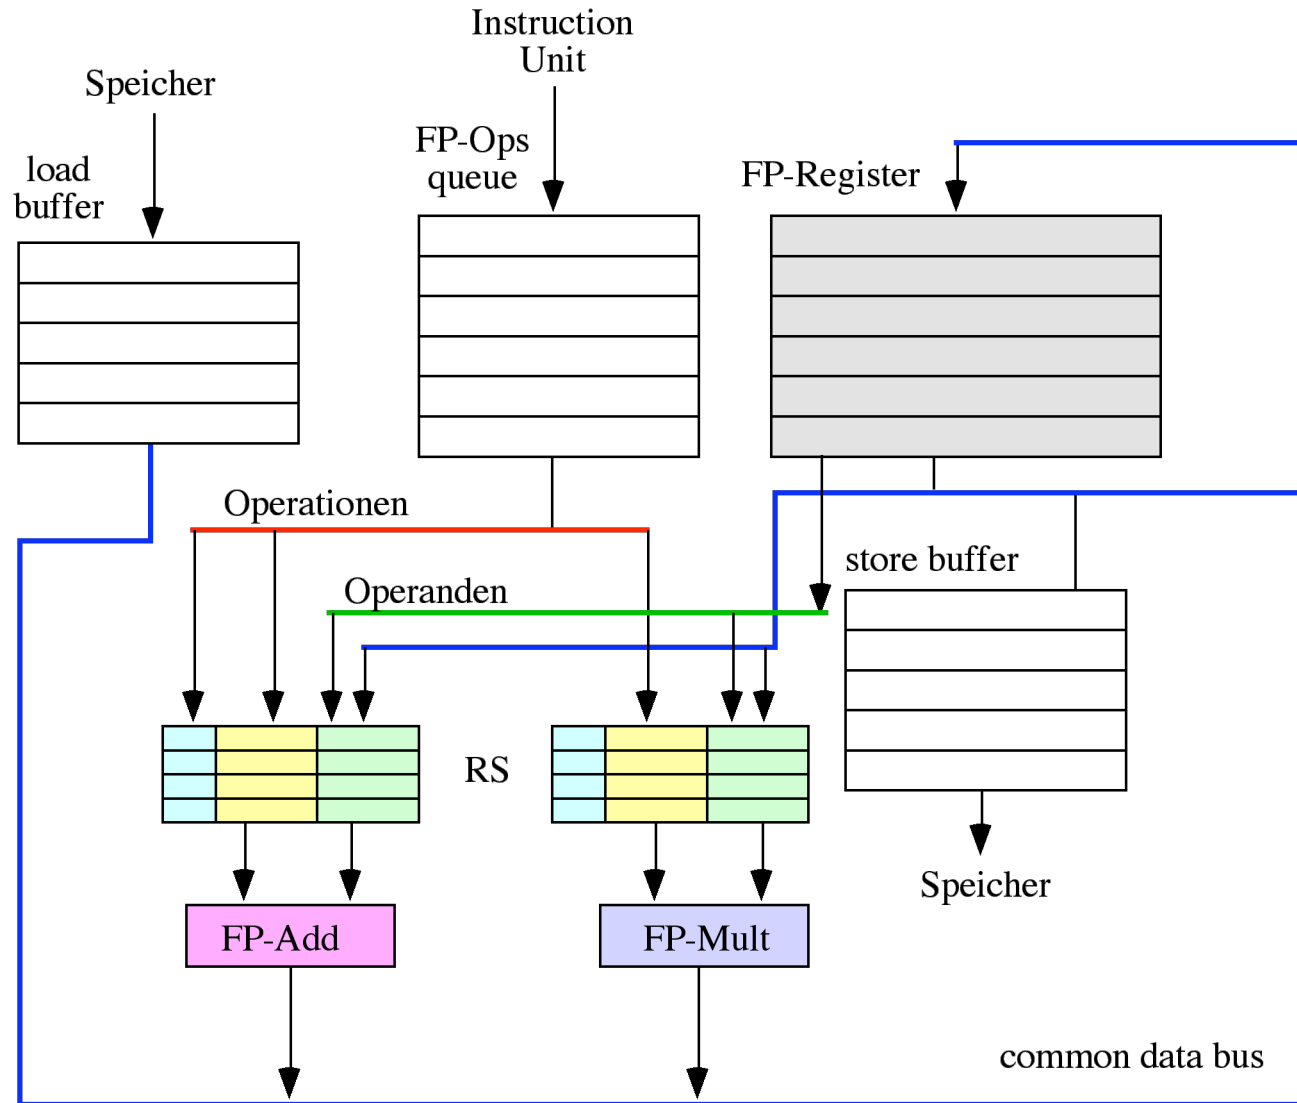 Instruction
Unit
Speicher
FP-Ops
queue
load
buffer
FP-Register
Operationen
store buffer
Operanden
RS
Speicher
FP-Add
FP-Mult
common data bus